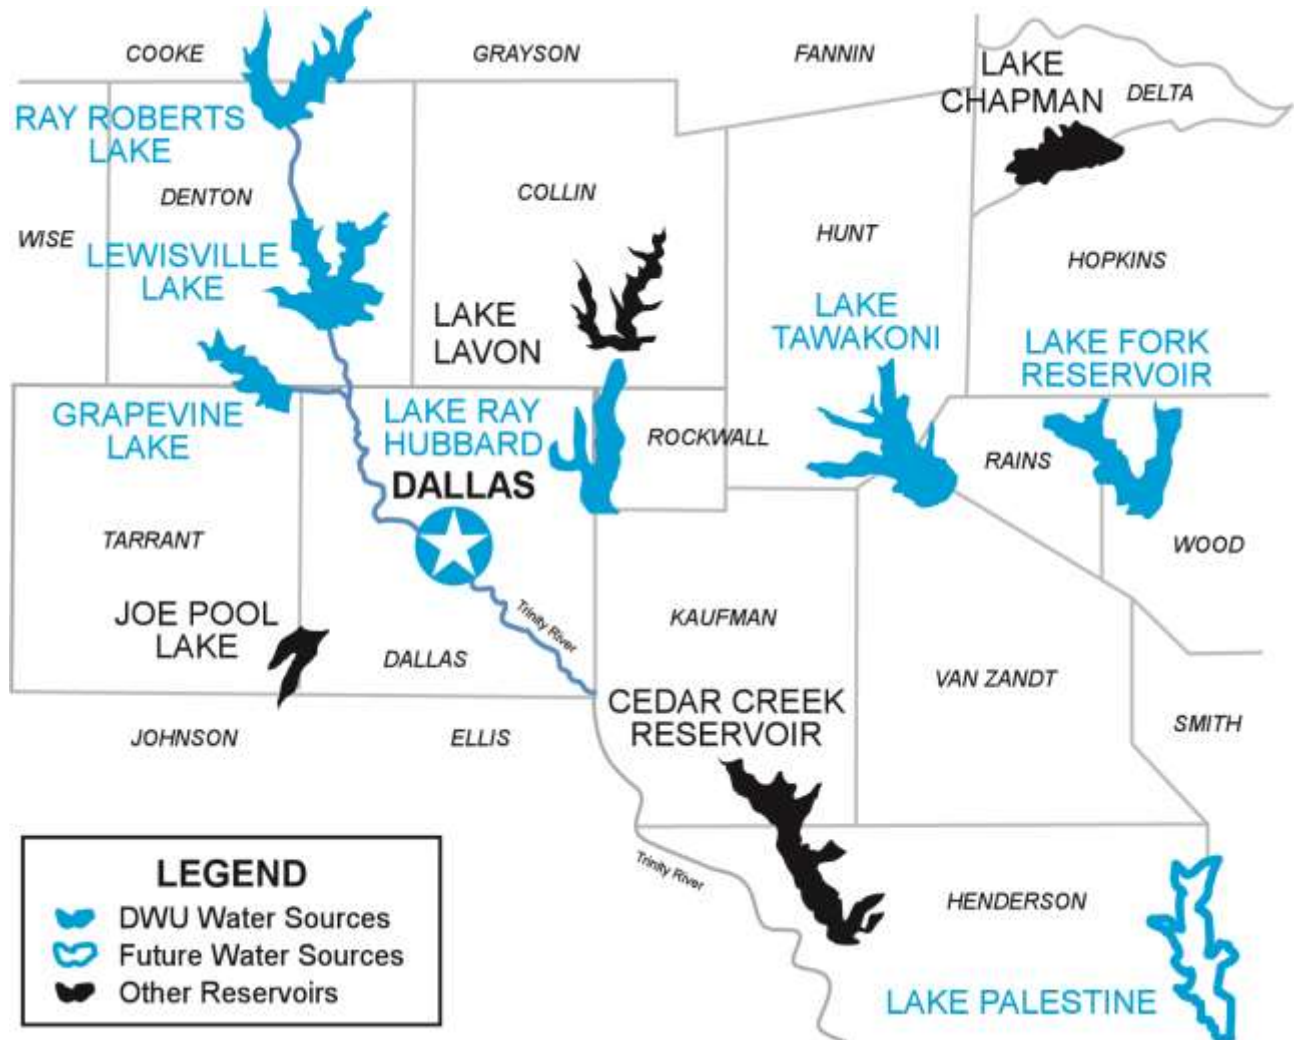 COOKE
GRAYSON
FANNIN
LAKE
CHAPMAN
DELTA
RAY ROBERTS
LAKE
DENTON
COLLIN
WISE
HUNT
HOPKINS
LEWISVILLE
LAKE
LAKE
LAVON
LAKE
TAWAKONI
LAKE FORK
RESERVOIR
GRAPEVINE
LAKE
LAKE RAY
HUBBARD
ROCKWALL
RAINS
DALLAS
TARRANT
WOOD
JOE POOL
LAKE
Trinity River
KAUFMAN
DALLAS
VAN ZANDT
CEDAR CREEK
RESERVOIR
SMITH
JOHNSON
ELLIS
Trinity River
HENDERSON
LAKE PALESTINE
LEGEND
DWU Water Sources
Future Water Sources
Other Reservoirs